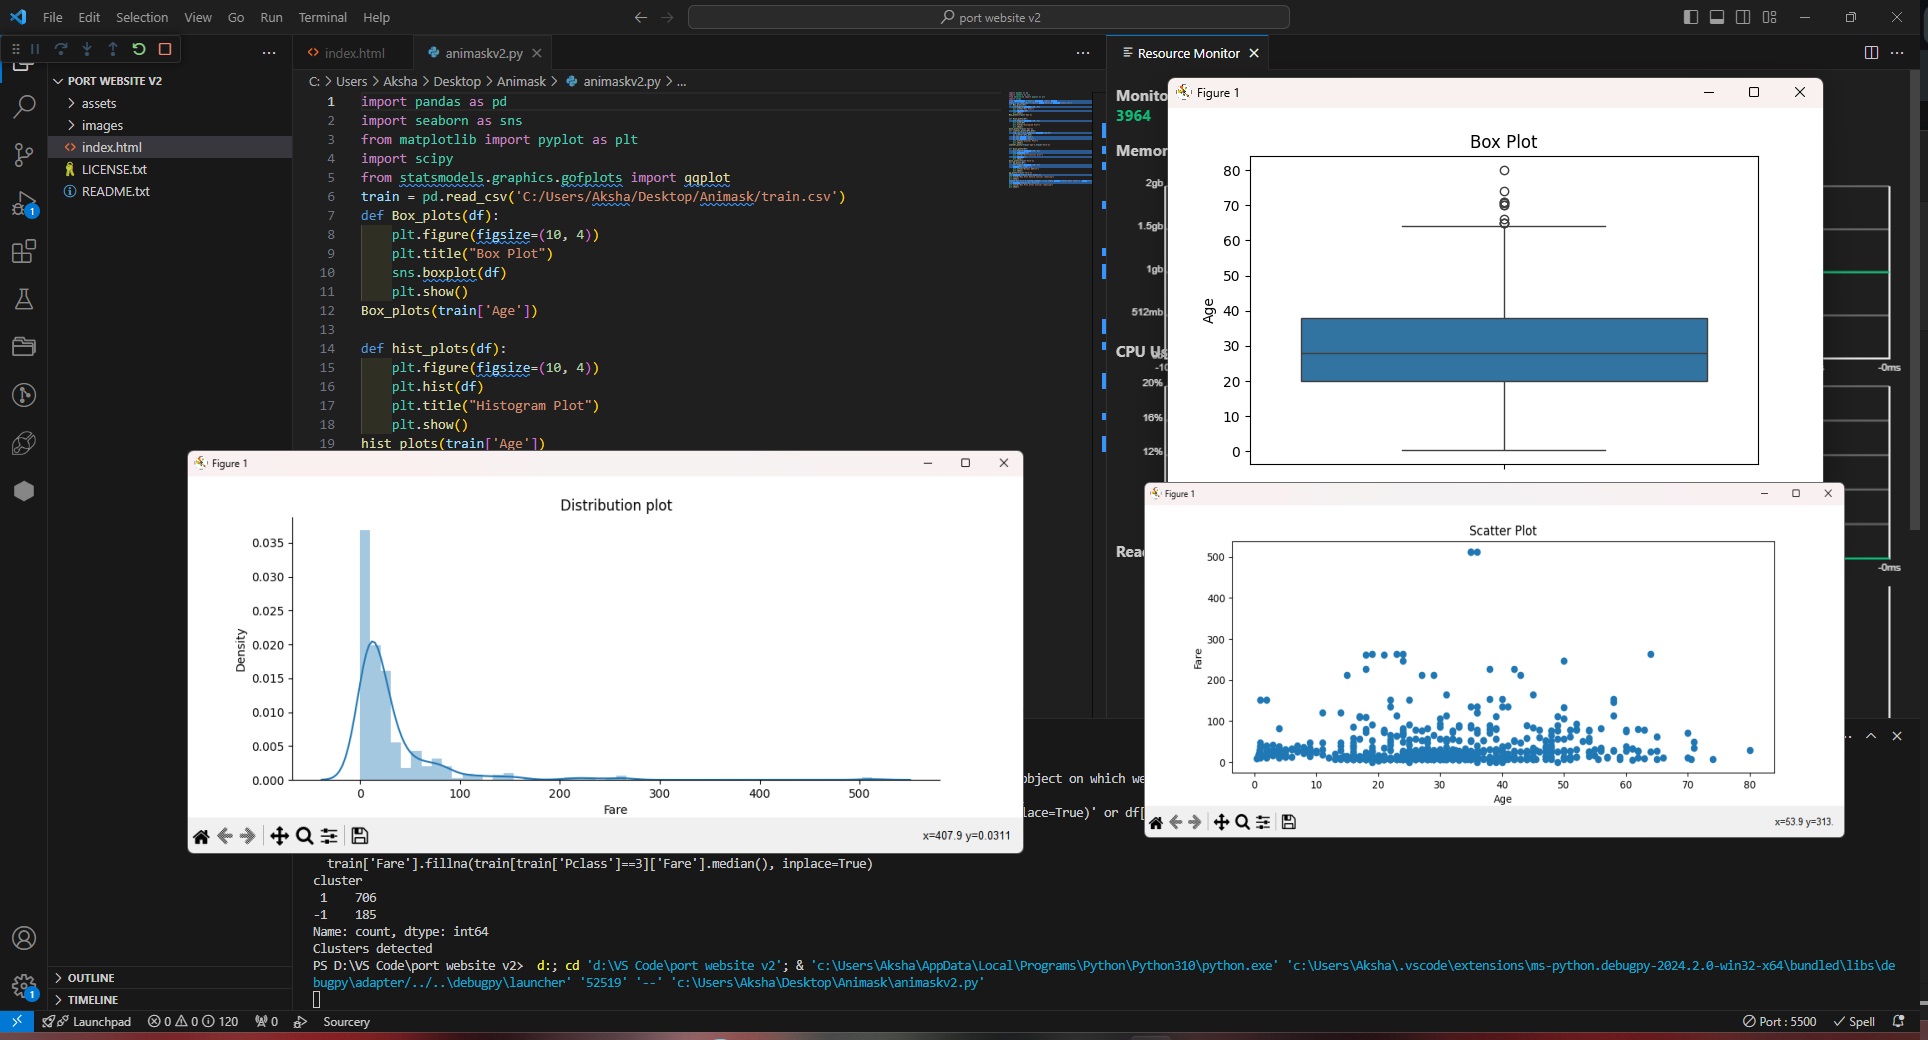 File Edit Selection View Go Run Terminal Help
port website v2
index.html
animaskv2.py
Resource Monitor
PORT WEBSITE V2
assets
images
index.html
LICENSE.txt
README.txt
OUTLINE
TIMELINE
C: > Users > Aksha > Desktop > Animask > animaskv2.py > ...
1 import pandas as pd
2 import seaborn as sns
3 from matplotlib import pyplot as plt
4 import scipy
5 from statsmodels.graphics.gofplots import qqplot
6 train = pd.read_csv('C:/Users/Aksha/Desktop/Animask/train.csv')
7 def Box_plots(df):
8 plt.figure(figsize=(10, 4))
9 plt.title("Box Plot")
10 sns.boxplot(df)
11 plt.show()
12 Box_plots(train['Age'])
13
14 def hist_plots(df):
15 plt.figure(figsize=(10, 4))
16 plt.hist(df)
17 plt.title("Histogram Plot")
18 plt.show()
19 hist_plots(train['Age'])
Monito
3964
Memor
2gb
1.5gb
1gb
512mb
-0ms
CPU Us
20%
16%
12%
-0ms
Rea
Figure 1
Box Plot
80
70
60
50
40
30
20
10
0
Age
Figure 1
Distribution plot
0.035
0.030
0.025
0.020
0.015
0.010
0.005
0.000
Density
0 100 200 300 400 500
Fare
x=407.9 y=0.0311
Figure 1
Scatter Plot
500
400
300
200
100
0
Fare
0 10 20 30 40 50 60 70 80
Age
x=53.9 y=313.
object on which we
lace=True)' or df[
train['Fare'].fillna(train[train['Pclass']==3]['Fare'].median(), inplace=True)
cluster
1 706
-1 185
Name: count, dtype: int64
Clusters detected
PS D:\VS Code\port website v2> d:; cd 'd:\VS Code\port website v2'; & 'c:\Users\Aksha\AppData\Local\Programs\Python\Python310\python.exe' 'c:\Users\Aksha\.vscode\extensions\ms-python.debugpy-2024.2.0-win32-x64\bundled\libs\de
bugpy\adapter/../..\debugpy\launcher' '52519' '--' 'c:\Users\Aksha\Desktop\Animask\animaskv2.py'
Launchpad 0 0 120 0 Sourcery
Port : 5500 Spell